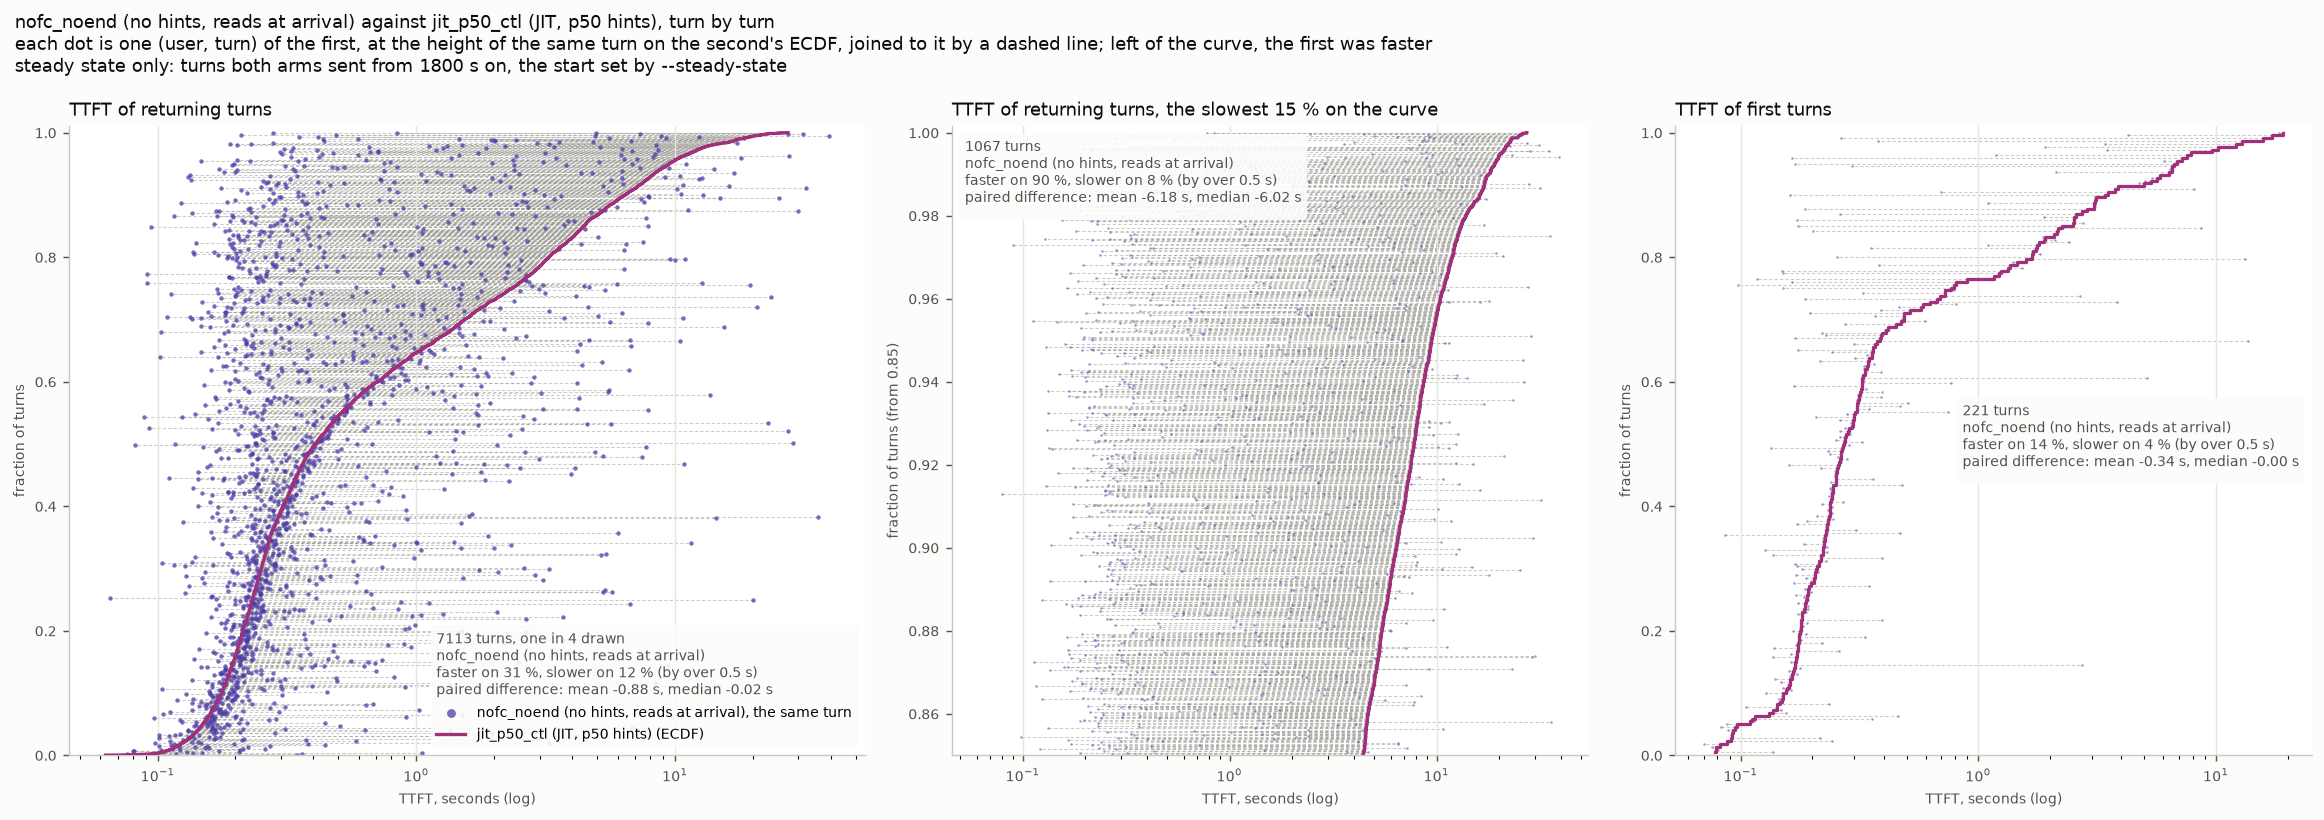 nofc_noend (no hints, reads at arrival) against jit_p50_ctl (JIT, p50 hints), turn by turn
each dot is one (user, turn) of the first, at the height of the same turn on the second's ECDF, joined to it by a dashed line; left of the curve, the first was faster
steady state only: turns both arms sent from 1800 s on, the start set by --steady-state
TTFT of returning turns
1.0
0.8
0.6
0.4
0.2
0.0
fraction of turns
7113 turns, one in 4 drawn
nofc_noend (no hints, reads at arrival)
faster on 31 %, slower on 12 % (by over 0.5 s)
paired difference: mean -0.88 s, median -0.02 s
nofc_noend (no hints, reads at arrival), the same turn
jit_p50_ctl (JIT, p50 hints) (ECDF)
10⁻¹ 10⁰ 10¹
TTFT, seconds (log)
TTFT of returning turns, the slowest 15 % on the curve
1.00
0.98
0.96
0.94
0.92
0.90
0.88
0.86
fraction of turns (from 0.85)
1067 turns
nofc_noend (no hints, reads at arrival)
faster on 90 %, slower on 8 % (by over 0.5 s)
paired difference: mean -6.18 s, median -6.02 s
10⁻¹ 10⁰ 10¹
TTFT, seconds (log)
TTFT of first turns
1.0
0.8
0.6
0.4
0.2
0.0
fraction of turns
221 turns
nofc_noend (no hints, reads at arrival)
faster on 14 %, slower on 4 % (by over 0.5 s)
paired difference: mean -0.34 s, median -0.00 s
10⁻¹ 10⁰ 10¹
TTFT, seconds (log)